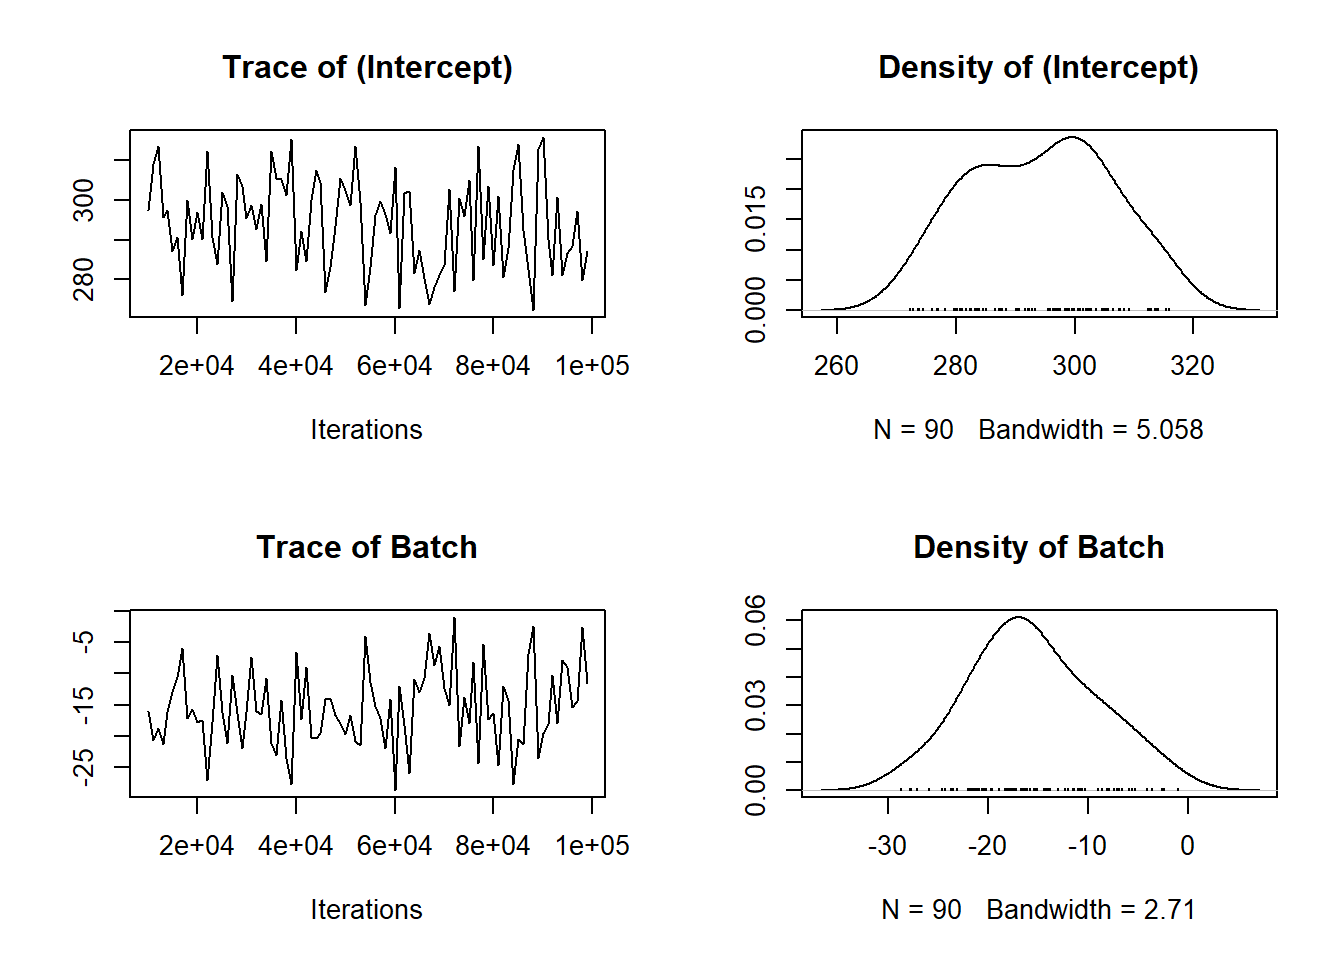 Trace of (Intercept)
300
280
2e+04 4e+04 6e+04 8e+04 1e+05
Iterations
Density of (Intercept)
0.015
0.000
260 280 300 320
N = 90 Bandwidth = 5.058
Trace of Batch
-5
-15
-25
2e+04 4e+04 6e+04 8e+04 1e+05
Iterations
Density of Batch
0.06
0.03
0.00
-30 -20 -10 0
N = 90 Bandwidth = 2.71